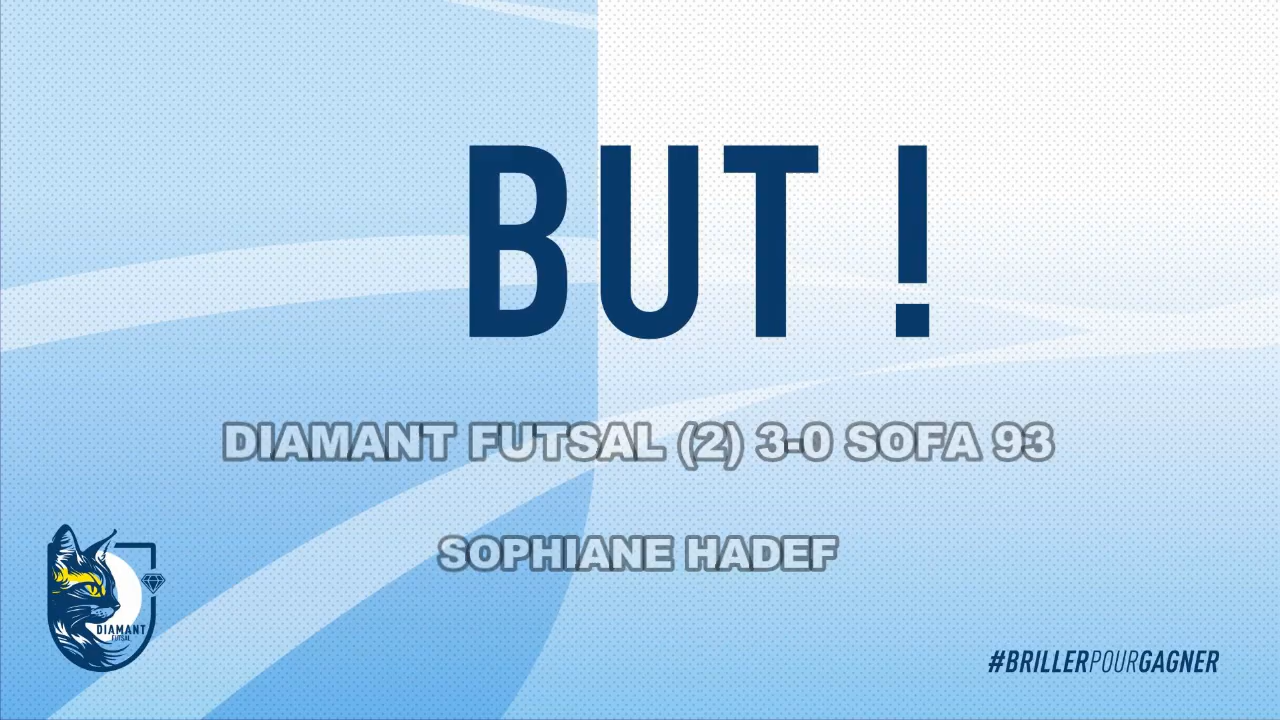 BUT !
DIAMANT FUTSAL (2) 3-0 SOFA 93
SOPHIANE HADEF
DIAMANT
FUTSAL
#BRILLERPOURGAGNER